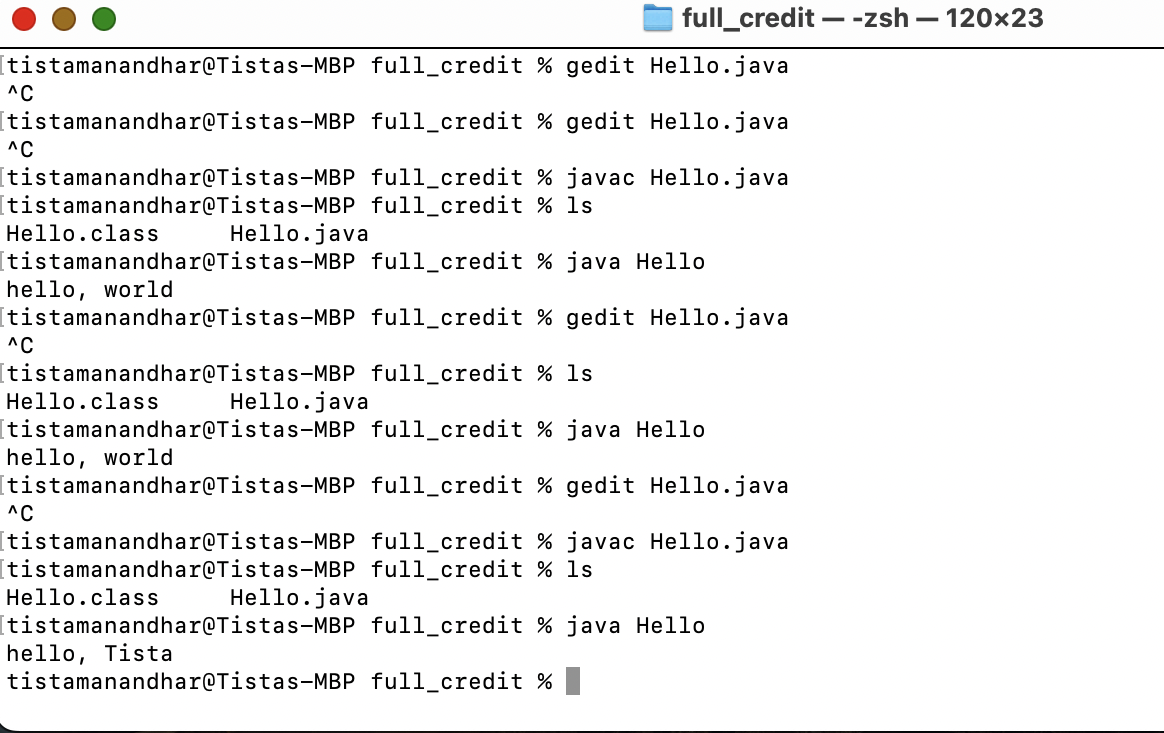 full_credit — -zsh — 120×23
[tistamanandhar@Tistas-MBP full_credit % gedit Hello.java
^C
[tistamanandhar@Tistas-MBP full_credit % gedit Hello.java
^C
[tistamanandhar@Tistas-MBP full_credit % javac Hello.java
[tistamanandhar@Tistas-MBP full_credit % ls
Hello.class     Hello.java
[tistamanandhar@Tistas-MBP full_credit % java Hello
hello, world
[tistamanandhar@Tistas-MBP full_credit % gedit Hello.java
^C
[tistamanandhar@Tistas-MBP full_credit % ls
Hello.class     Hello.java
[tistamanandhar@Tistas-MBP full_credit % java Hello
hello, world
[tistamanandhar@Tistas-MBP full_credit % gedit Hello.java
^C
[tistamanandhar@Tistas-MBP full_credit % javac Hello.java
[tistamanandhar@Tistas-MBP full_credit % ls
Hello.class     Hello.java
[tistamanandhar@Tistas-MBP full_credit % java Hello
hello, Tista
tistamanandhar@Tistas-MBP full_credit %